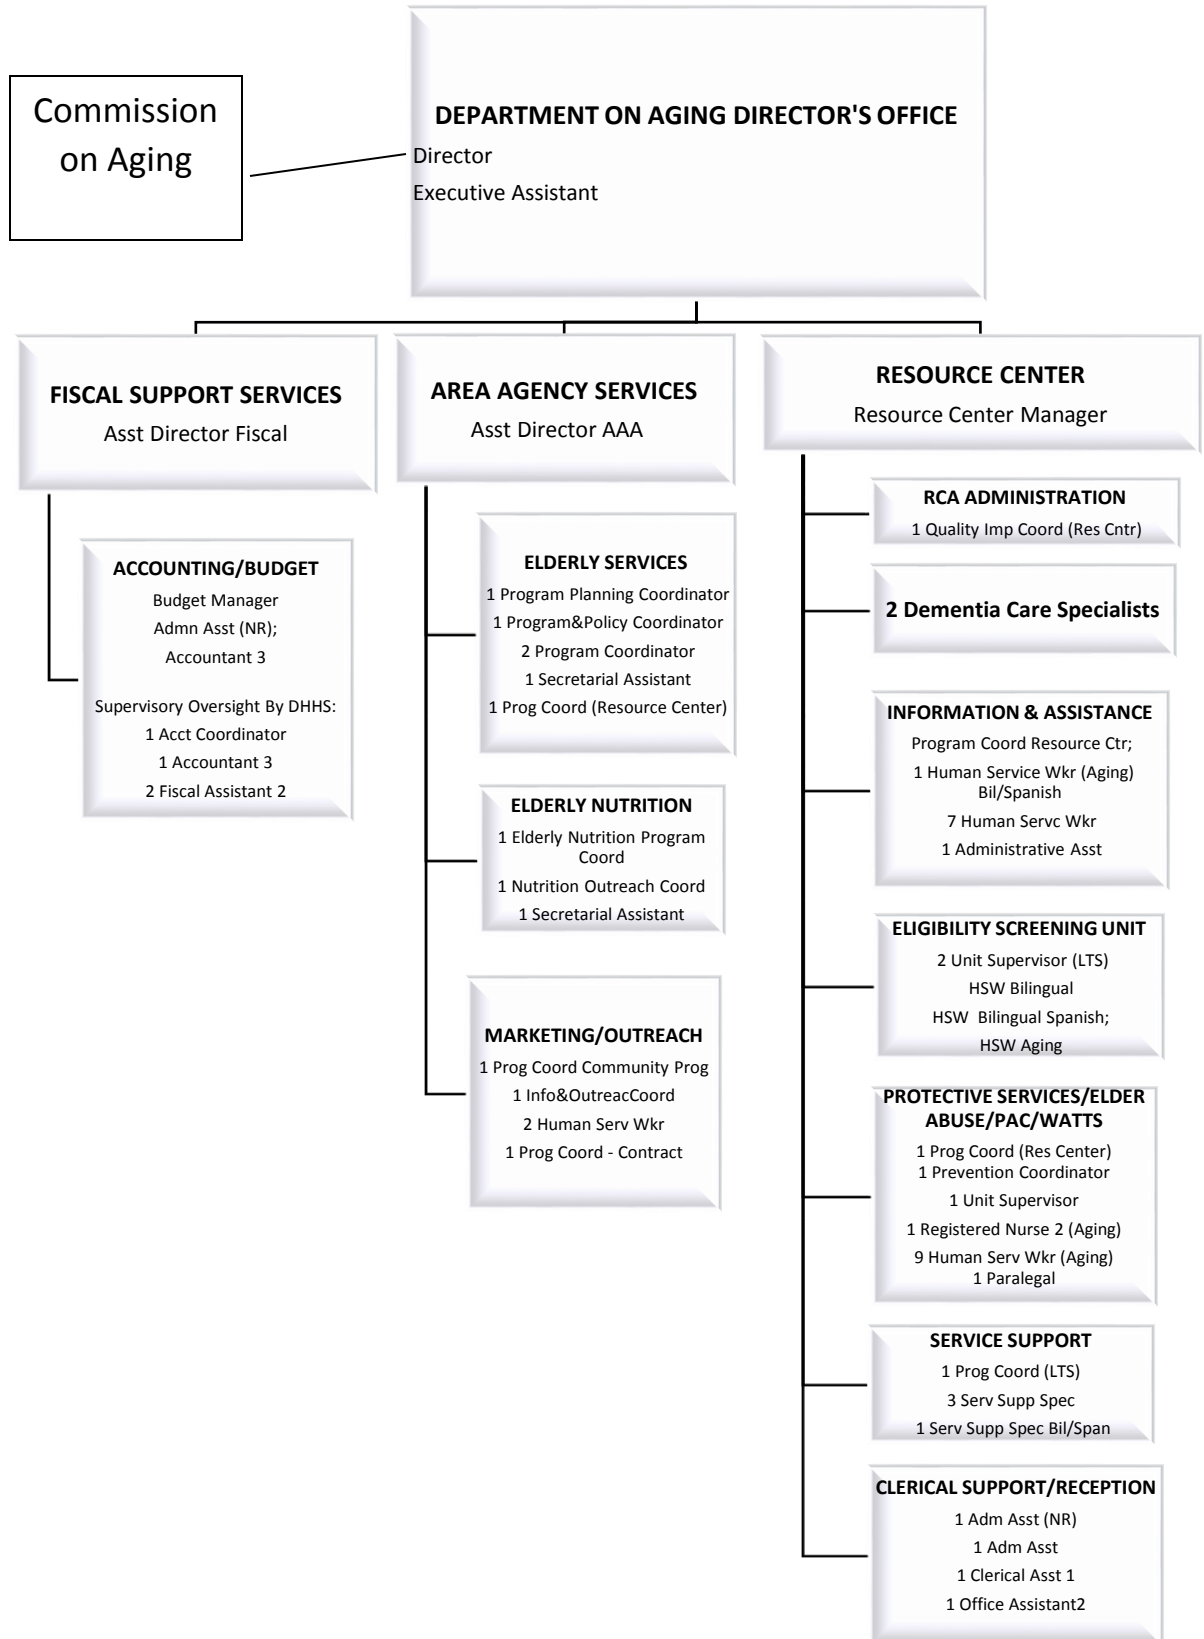 Commission
on Aging
DEPARTMENT ON AGING DIRECTOR'S OFFICE
Director
Executive Assistant
FISCAL SUPPORT SERVICES
Asst Director Fiscal
ACCOUNTING/BUDGET
Budget Manager
Admn Asst (NR);
Accountant 3
Supervisory Oversight By DHHS:
1 Acct Coordinator
1 Accountant 3
2 Fiscal Assistant 2
AREA AGENCY SERVICES
Asst Director AAA
ELDERLY SERVICES
1 Program Planning Coordinator
1 Program&Policy Coordinator
2 Program Coordinator
1 Secretarial Assistant
1 Prog Coord (Resource Center)
ELDERLY NUTRITION
1 Elderly Nutrition Program
Coord
1 Nutrition Outreach Coord
1 Secretarial Assistant
MARKETING/OUTREACH
1 Prog Coord Community Prog
1 Info&OutreacCoord
2 Human Serv Wkr
1 Prog Coord - Contract
RESOURCE CENTER
Resource Center Manager
RCA ADMINISTRATION
1 Quality Imp Coord (Res Cntr)
2 Dementia Care Specialists
INFORMATION & ASSISTANCE
Program Coord Resource Ctr;
1 Human Service Wkr (Aging)
Bil/Spanish
7 Human Servc Wkr
1 Administrative Asst
ELIGIBILITY SCREENING UNIT
2 Unit Supervisor (LTS)
HSW Bilingual
HSW  Bilingual Spanish;
HSW Aging
PROTECTIVE SERVICES/ELDER
ABUSE/PAC/WATTS
1 Prog Coord (Res Center)
1 Prevention Coordinator
1 Unit Supervisor
1 Registered Nurse 2 (Aging)
9 Human Serv Wkr (Aging)
1 Paralegal
SERVICE SUPPORT
1 Prog Coord (LTS)
3 Serv Supp Spec
1 Serv Supp Spec Bil/Span
CLERICAL SUPPORT/RECEPTION
1 Adm Asst (NR)
1 Adm Asst
1 Clerical Asst 1
1 Office Assistant2